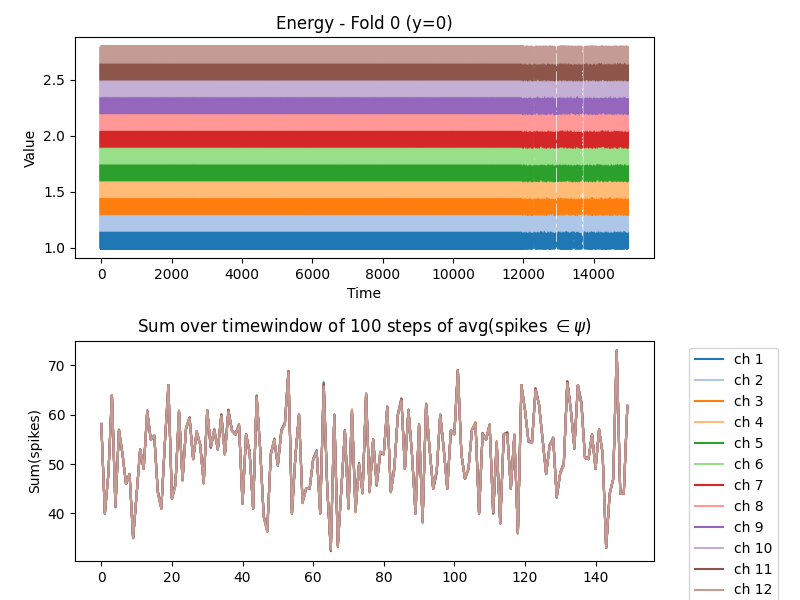 Energy - Fold 0 (y=0)
2.5
2.0
1.5
1.0
Value
0 2000 4000 6000 8000 10000 12000 14000
Time
Sum over timewindow of 100 steps of avg(spikes ∈ ψ)
70
60
50
40
Sum(spikes)
0 20 40 60 80 100 120 140
ch 1
ch 2
ch 3
ch 4
ch 5
ch 6
ch 7
ch 8
ch 9
ch 10
ch 11
ch 12